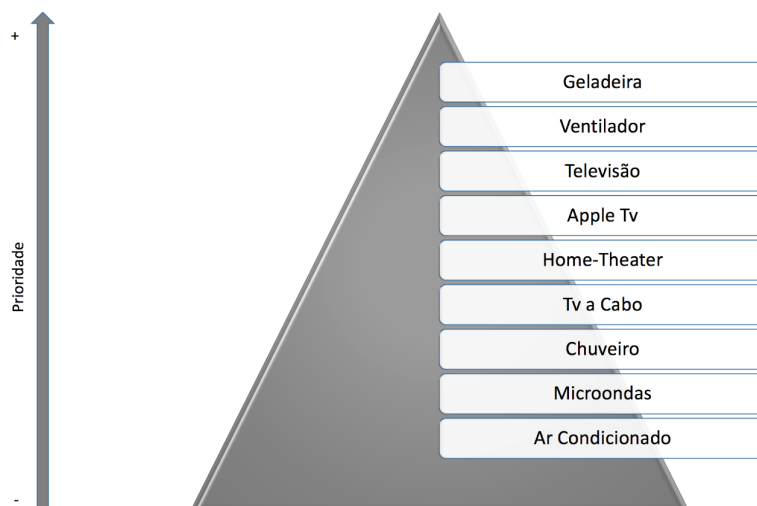 +
Geladeira
Ventilador
Televisão
Apple Tv
Home-Theater
Tv a Cabo
Chuveiro
Microondas
Ar Condicionado
Prioridade
-